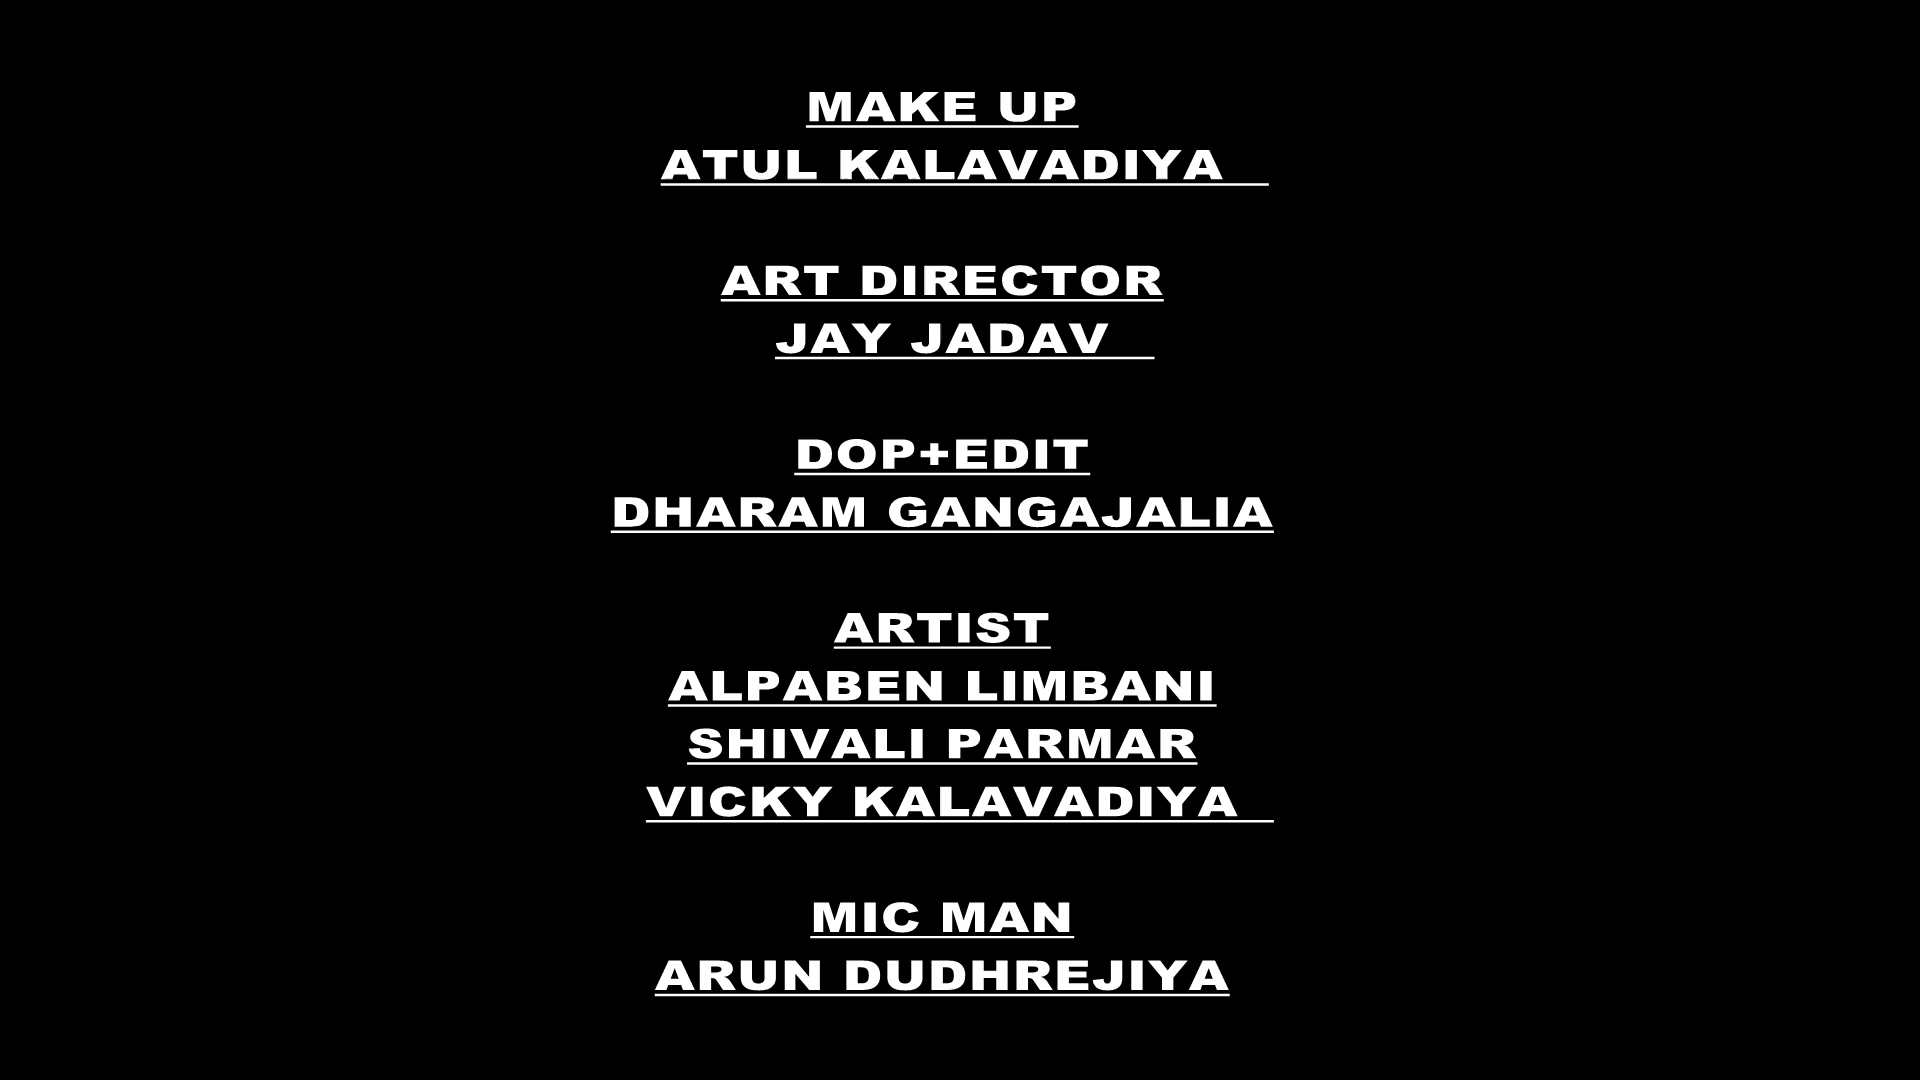 MAKE UP
ATUL KALAVADIYA
ART DIRECTOR
JAY JADAV
DOP+EDIT
DHARAM GANGAJALIA
ARTIST
ALPABEN LIMBANI
SHIVALI PARMAR
VICKY KALAVADIYA
MIC MAN
ARUN DUDHREJIYA